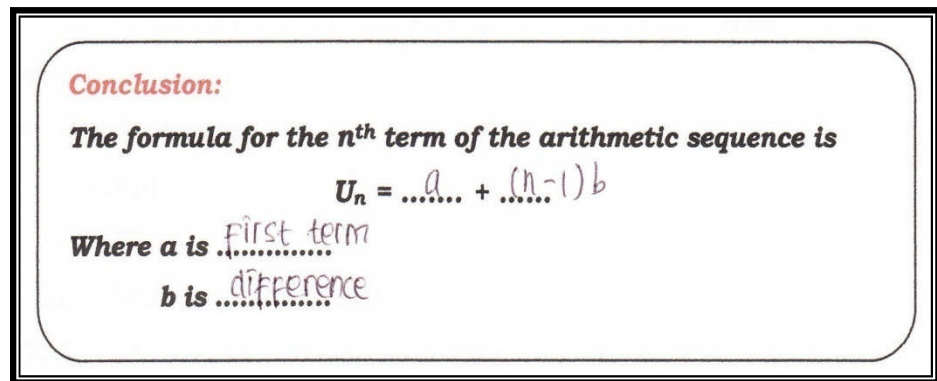 Conclusion:
The formula for the nth term of the arithmetic sequence is
Un = ...a... + (n-1)b
Where a is First term
b is difference